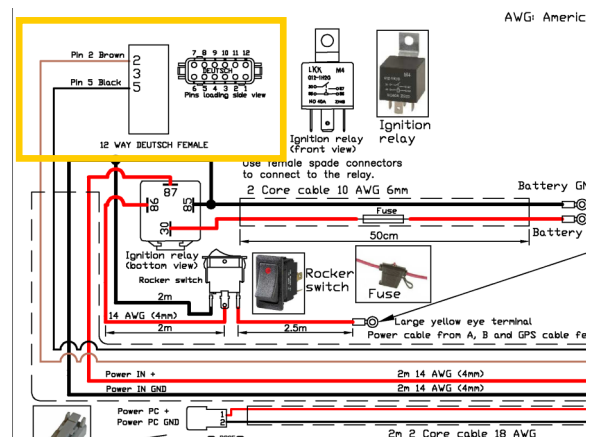 AWG: Americ
Pin 2 Brown
2
3
5
Pin 5 Black
7 8 9 10 11 12
DEUTSCH
6 5 4 3 2 1
Pins loading side view
12 WAY DEUTSCH FEMALE
LKK M4
Ignition relay
(front view)
Ignition
relay
Use female spade connectors
to connect to the relay.
87
86
85
30
2 Core cable 10 AWG 6mm
Battery GN
Fuse
Battery
50cm
Ignition relay
(bottom view)
Rocker switch
Rocker
switch
Fuse
2m
14 AWG (4mm)
2m
2.5m
Large yellow eye terminal
Power cable from A, B and GPS cable fe
Power IN +
2m 14 AWG (4mm)
Power IN GND
2m 14 AWG (4mm)
Power PC +
1
Power PC GND
2
2m 2 Core cable 18 AWG